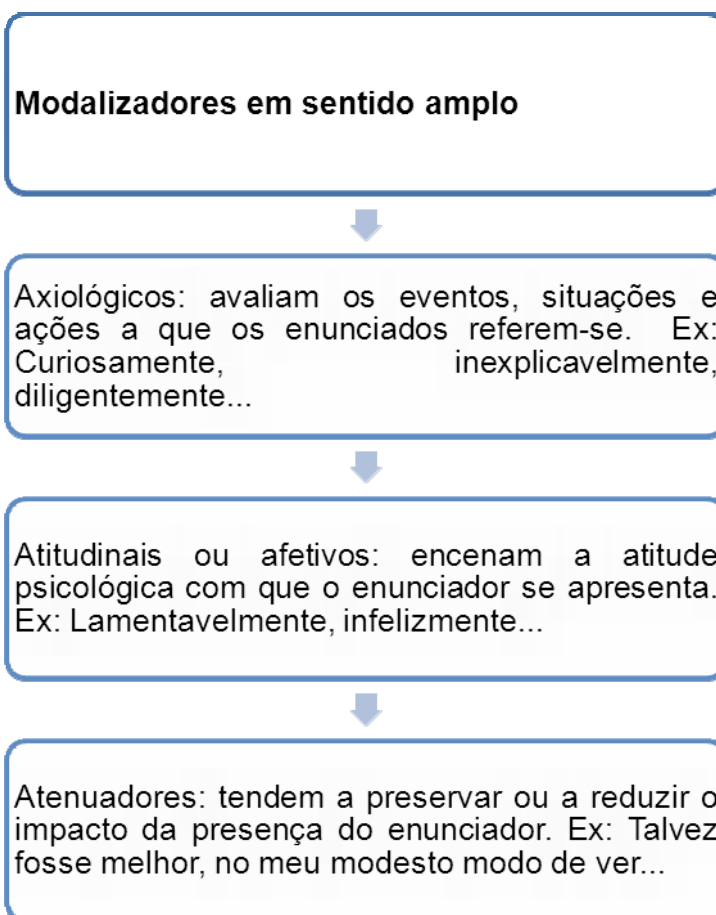 Modalizadores em sentido amplo
Axiológicos: avaliam os eventos, situações e
ações a que os enunciados referem-se. Ex:
Curiosamente, inexplicavelmente,
diligentemente...
Atitudinais ou afetivos: encenam a atitude
psicológica com que o enunciador se apresenta.
Ex: Lamentavelmente, infelizmente...
Atenuadores: tendem a preservar ou a reduzir o
impacto da presença do enunciador. Ex: Talvez
fosse melhor, no meu modesto modo de ver...